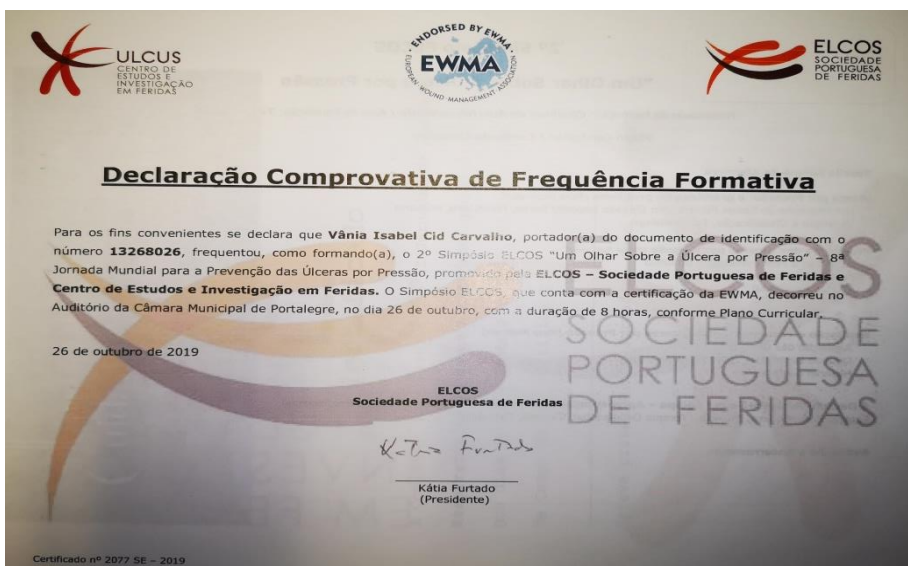 ULCUS
CENTRO DE
ESTUDOS E
INVESTIGAÇÃO
EM FERIDAS
ENDORSED BY EWMA
EWMA
EUROPEAN WOUND MANAGEMENT ASSOCIATION
ELCOS
SOCIEDADE
PORTUGUESA
DE FERIDAS
Declaração Comprovativa de Frequência Formativa
Para os fins convenientes se declara que Vânia Isabel Cid Carvalho, portador(a) do documento de identificação com o
número 13268026, frequentou, como formando(a), o 2º Simpósio ELCOS "Um Olhar Sobre a Úlcera por Pressão" – 8ª
Jornada Mundial para a Prevenção das Úlceras por Pressão, promovido pela ELCOS – Sociedade Portuguesa de Feridas e
Centro de Estudos e Investigação em Feridas. O Simpósio ELCOS, que conta com a certificação da EWMA, decorreu no
Auditório da Câmara Municipal de Portalegre, no dia 26 de outubro, com a duração de 8 horas, conforme Plano Curricular.
26 de outubro de 2019
ELCOS
SOCIEDADE
PORTUGUESA
DE FERIDAS
ELCOS
Sociedade Portuguesa de Feridas
Kátia Furtado
Kátia Furtado
(Presidente)
Certificado nº 2077 SE – 2019